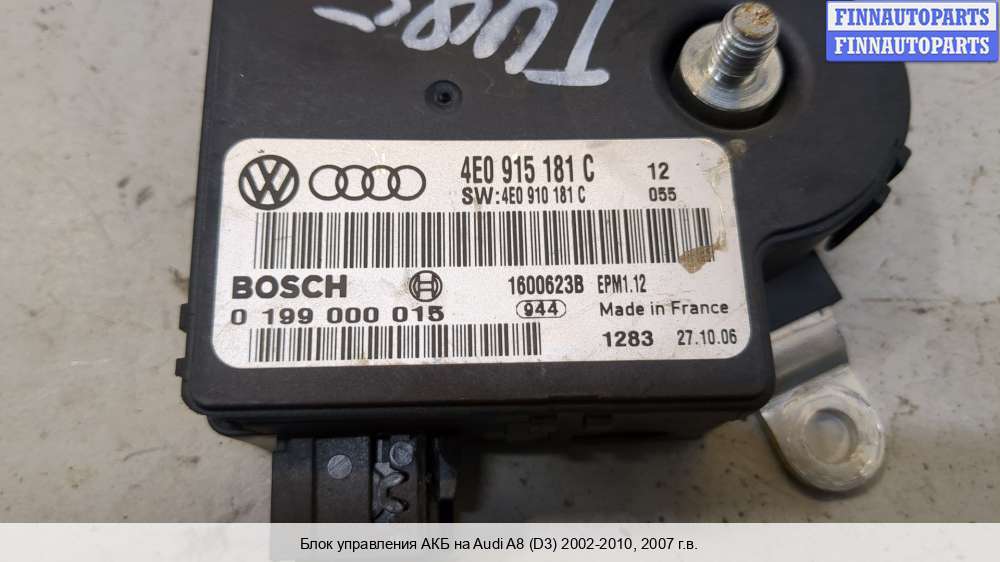 FINNAUTOPARTS
FINNAUTOPARTS
4E0 915 181 C 12
SW:4E0 910 181 C 055
BOSCH 1600623B EPM1.12
0 199 000 015 944 Made in France
1283 27.10.06
Блок управления АКБ на Audi A8 (D3) 2002-2010, 2007 г.в.